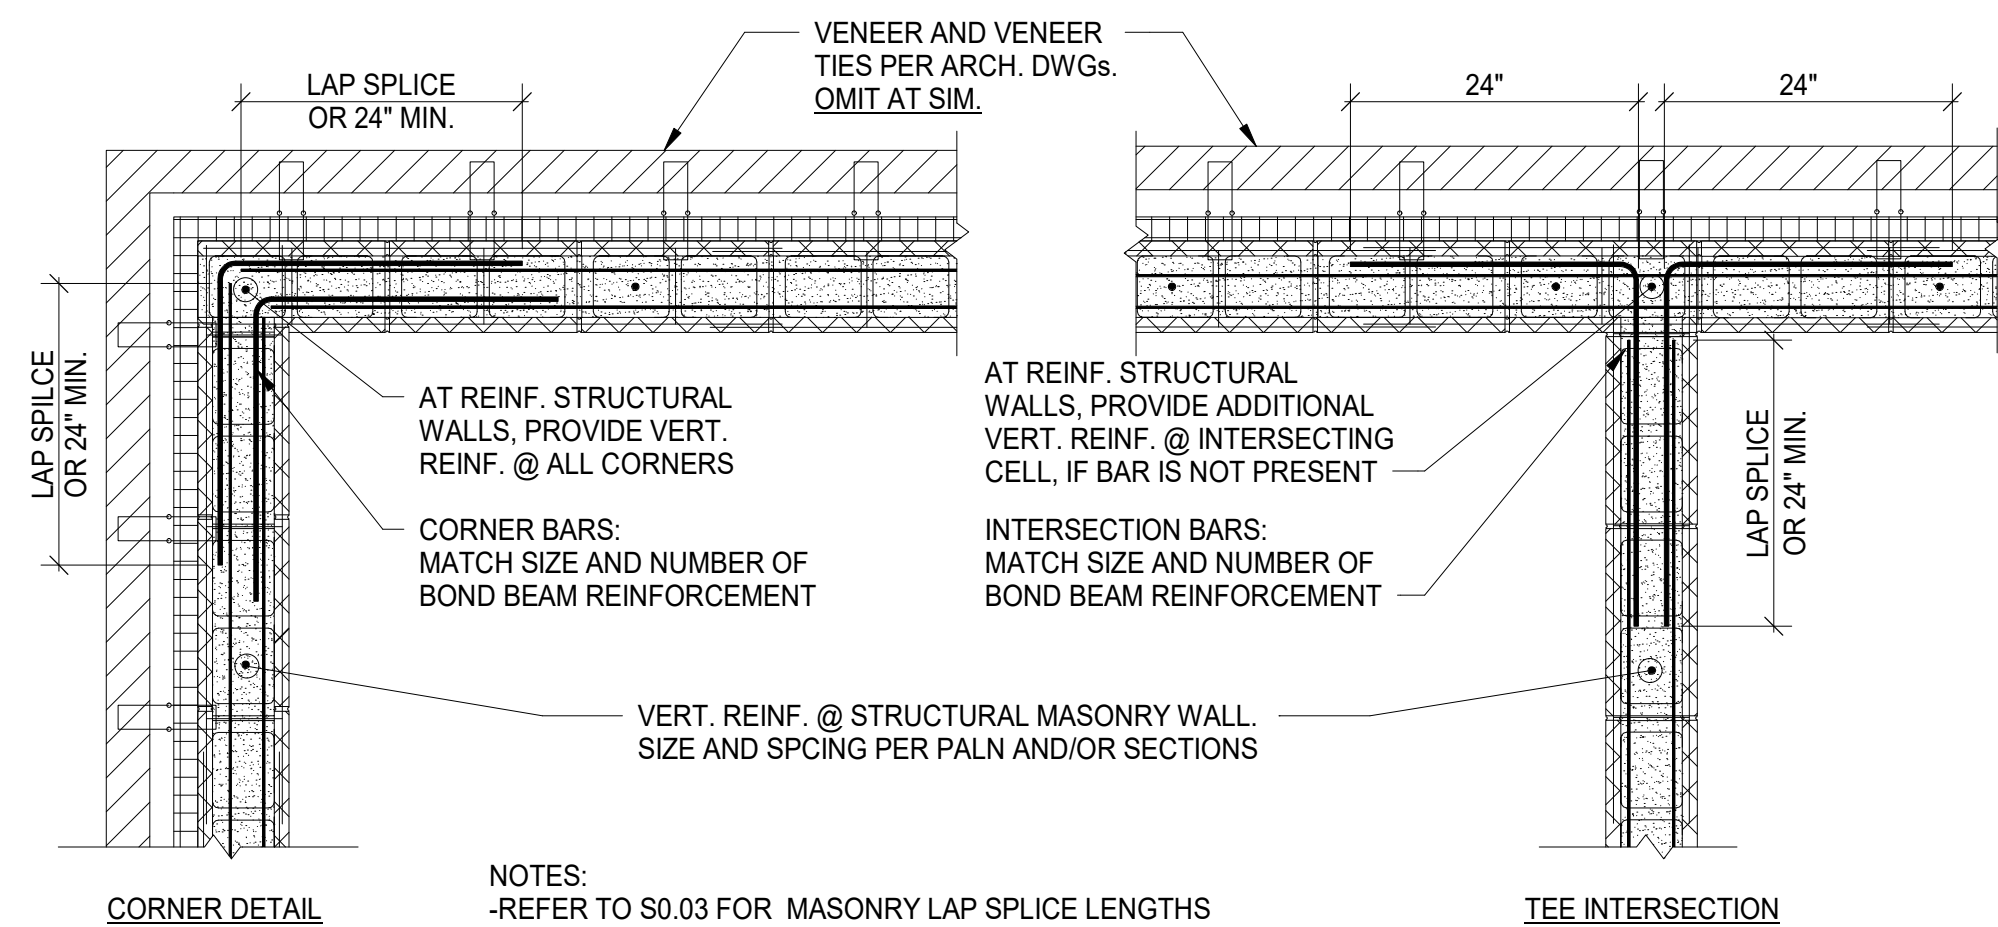 VENEER AND VENEER
TIES PER ARCH. DWGs.
OMIT AT SIM.
LAP SPLICE
OR 24" MIN.
24"
24"
LAP SPILCE
OR 24" MIN.
AT REINF. STRUCTURAL
WALLS, PROVIDE VERT.
REINF. @ ALL CORNERS
CORNER BARS:
MATCH SIZE AND NUMBER OF
BOND BEAM REINFORCEMENT
AT REINF. STRUCTURAL
WALLS, PROVIDE ADDITIONAL
VERT. REINF. @ INTERSECTING
CELL, IF BAR IS NOT PRESENT
INTERSECTION BARS:
MATCH SIZE AND NUMBER OF
BOND BEAM REINFORCEMENT
LAP SPLICE
OR 24" MIN.
VERT. REINF. @ STRUCTURAL MASONRY WALL.
SIZE AND SPCING PER PALN AND/OR SECTIONS
NOTES:
-REFER TO S0.03 FOR  MASONRY LAP SPLICE LENGTHS
CORNER DETAIL
TEE INTERSECTION